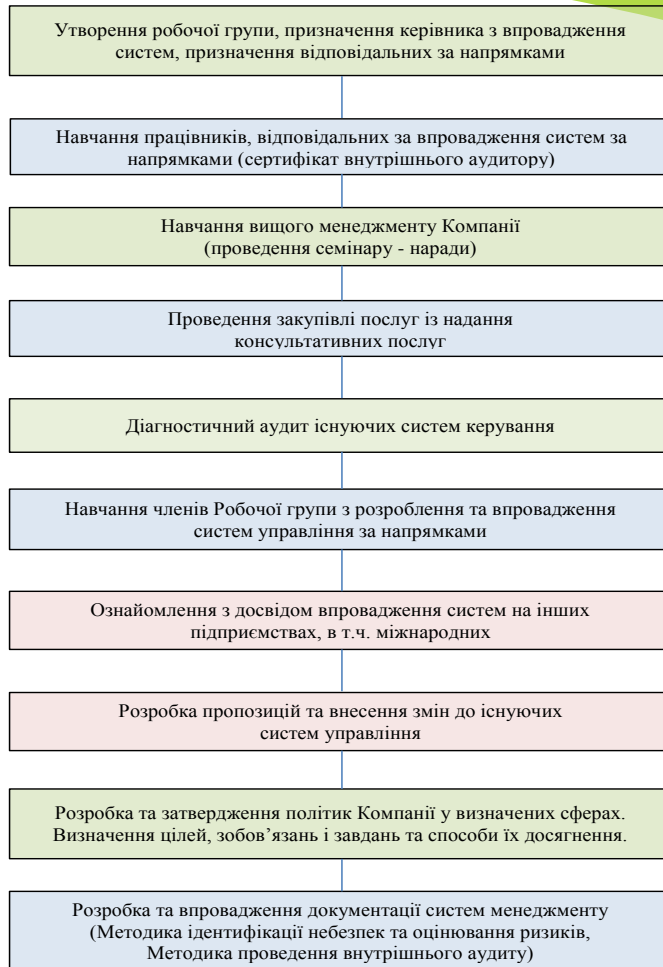 Утворення робочої групи, призначення керівника з впровадження
систем, призначення відповідальних за напрямками
Навчання працівників, відповідальних за впровадження систем за
напрямками (сертифікат внутрішнього аудитору)
Навчання вищого менеджменту Компанії
(проведення семінару - наради)
Проведення закупівлі послуг із надання
консультативних послуг
Діагностичний аудит існуючих систем керування
Навчання членів Робочої групи з розроблення та впровадження
систем управління за напрямками
Ознайомлення з досвідом впровадження систем на інших
підприємствах, в т.ч. міжнародних
Розробка пропозицій та внесення змін до існуючих
систем управління
Розробка та затвердження політик Компанії у визначених сферах.
Визначення цілей, зобов’язань і завдань та способи їх досягнення.
Розробка та впровадження документації систем менеджменту
(Методика ідентифікації небезпек та оцінювання ризиків,
Методика проведення внутрішнього аудиту)